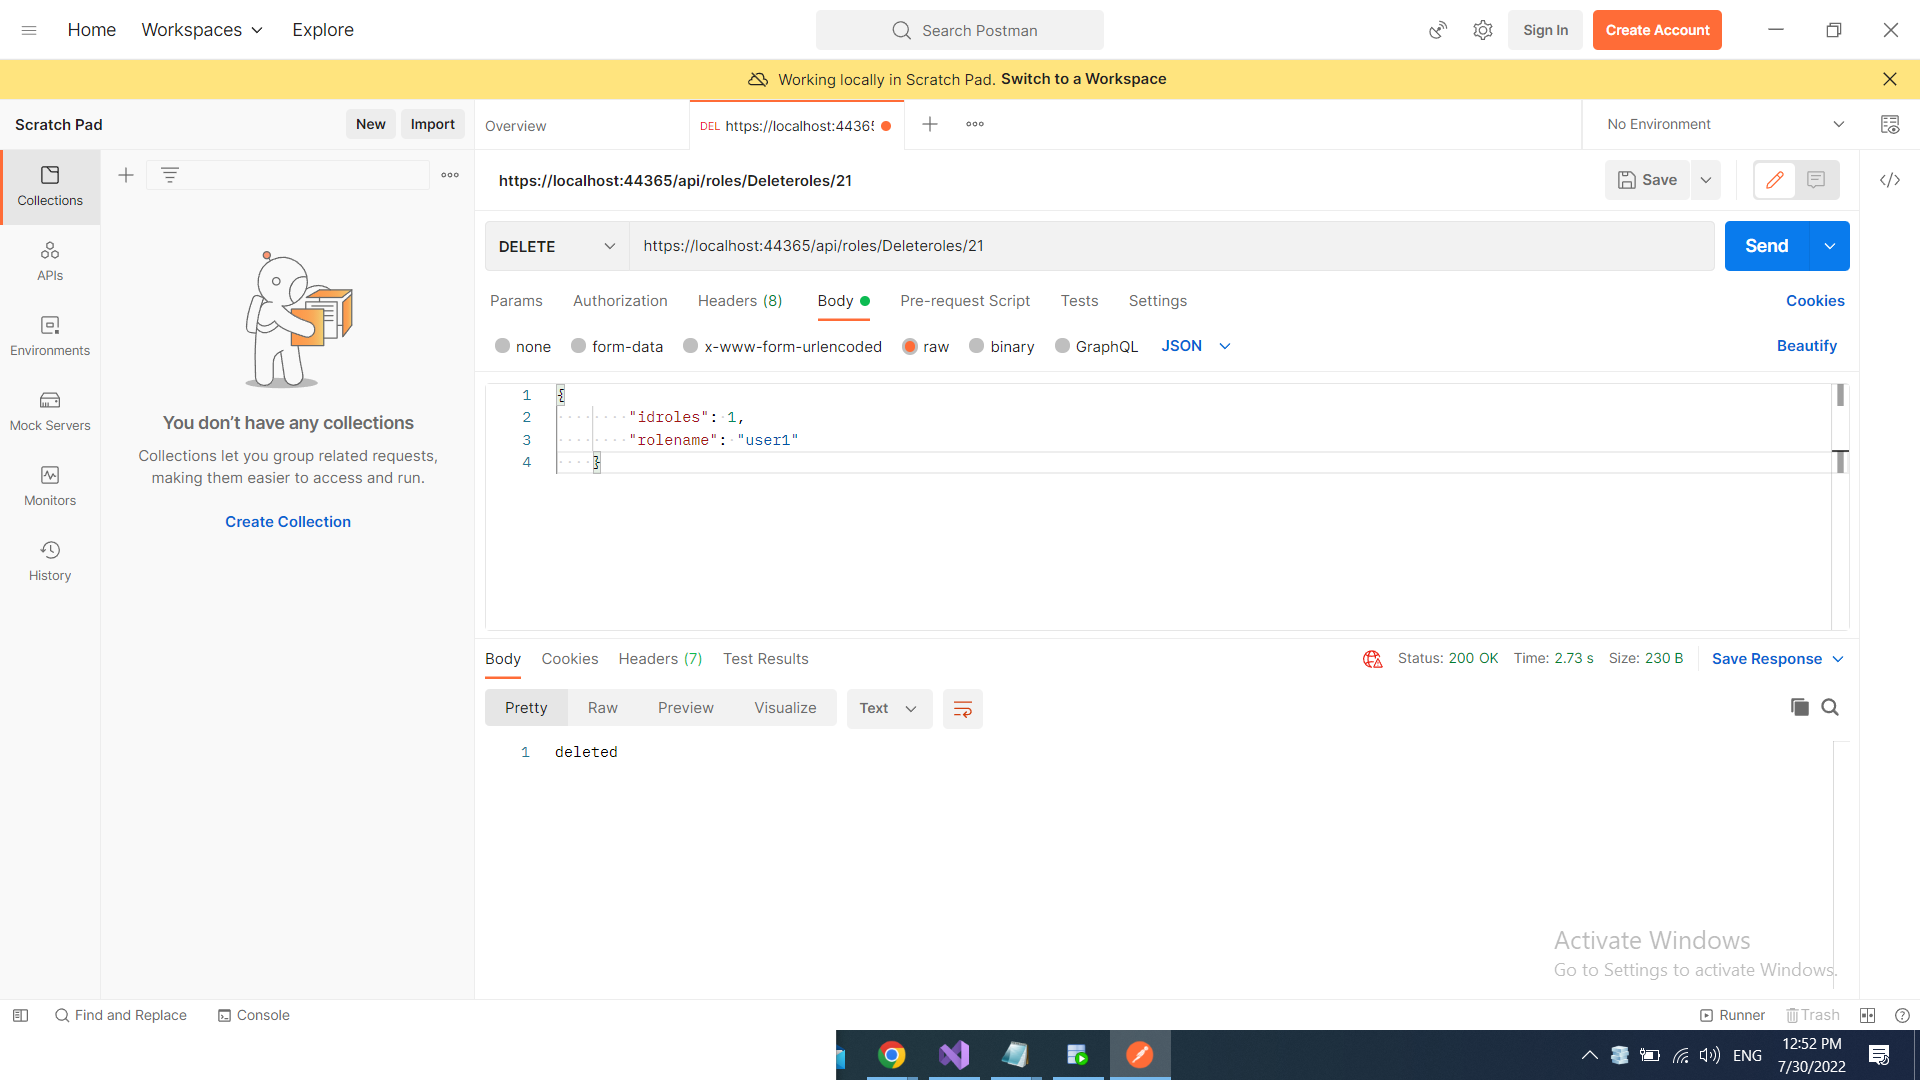 Home Workspaces Explore Search Postman Sign In Create Account
Working locally in Scratch Pad. Switch to a Workspace
Scratch Pad New Import Overview DEL https://localhost:44365 No Environment
https://localhost:44365/api/roles/Deleteroles/21 Save
DELETE https://localhost:44365/api/roles/Deleteroles/21 Send
Params Authorization Headers (8) Body Pre-request Script Tests Settings Cookies
none form-data x-www-form-urlencoded raw binary GraphQL JSON Beautify
1 {
2 "idroles": 1,
3 "rolename": "user1"
4 }
Collections
APIs
Environments
Mock Servers
Monitors
History
You don't have any collections
Collections let you group related requests,
making them easier to access and run.
Create Collection
Body Cookies Headers (7) Test Results Status: 200 OK Time: 2.73 s Size: 230 B Save Response
Pretty Raw Preview Visualize Text
1 deleted
Activate Windows
Go to Settings to activate Windows.
Find and Replace Console Runner Trash
ENG 12:52 PM
7/30/2022